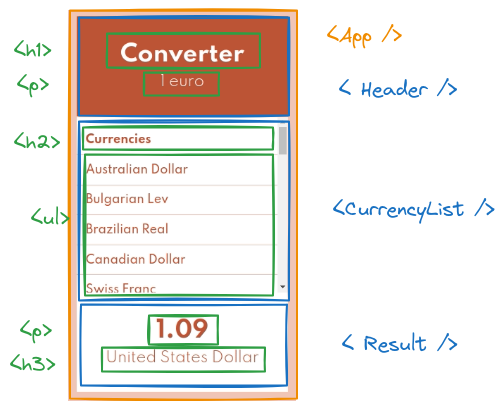 <h1>
Converter
<App />
<p>
1 euro
< Header />
<h2>
Currencies
Australian Dollar
Bulgarian Lev
<ul>
<CurrencyList />
Brazilian Real
Canadian Dollar
Swiss Franc
<p>
1.09
< Result />
<h3>
United States Dollar